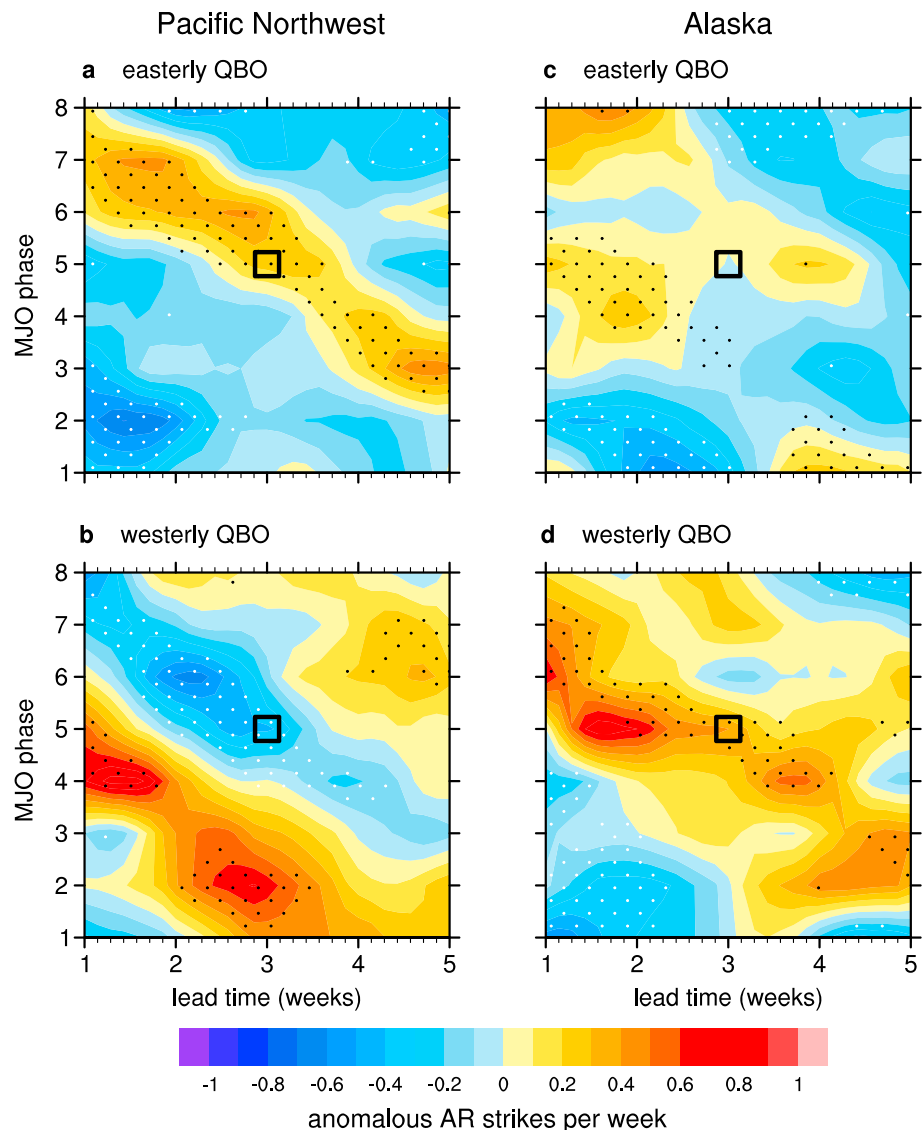 Pacific Northwest
Alaska
a easterly QBO
c easterly QBO
8
7
6
5
4
3
2
1
MJO phase
1 2 3 4 5
b westerly QBO
d westerly QBO
8
7
6
5
4
3
2
1
MJO phase
1 2 3 4 5
1 2 3 4 5
lead time (weeks)
lead time (weeks)
-1 -0.8 -0.6 -0.4 -0.2 0 0.2 0.4 0.6 0.8 1
anomalous AR strikes per week